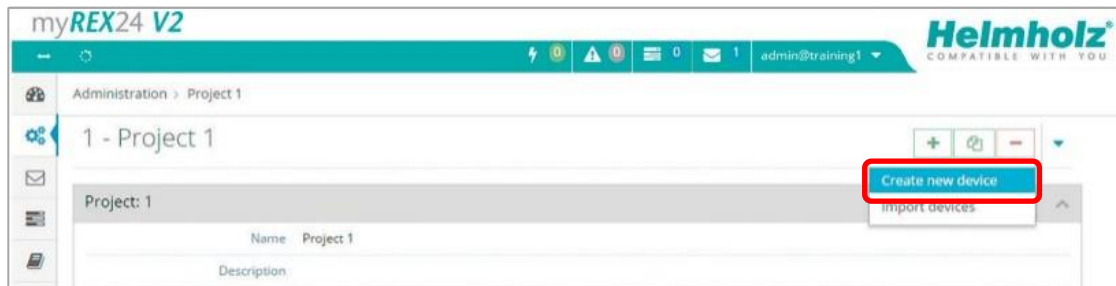 myREX24 V2
Helmholz®
COMPATIBLE WITH YOU
0 0 0 1 admin@training1
Administration > Project 1
1 - Project 1
Create new device
Import devices
Project: 1
Name Project 1
Description